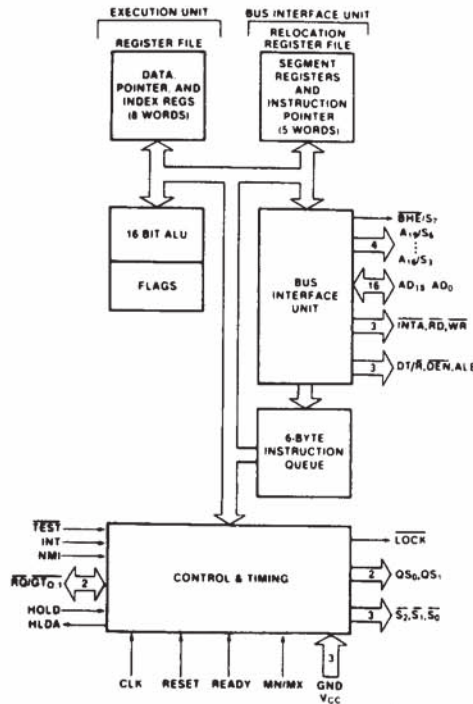 EXECUTION UNIT
BUS INTERFACE UNIT
REGISTER FILE
RELOCATION
REGISTER FILE
DATA,
POINTER, AND
INDEX REGS
(8 WORDS)
SEGMENT
REGISTERS
AND
INSTRUCTION
POINTER
(5 WORDS)
16 BIT ALU
FLAGS
BUS
INTERFACE
UNIT
BHE/S7
4
A19/S6
⋮
A16/S3
16
AD15 AD0
3
INTA, RD, WR
3
DT/R, DEN, ALE
6-BYTE
INSTRUCTION
QUEUE
TEST
INT
NMI
RQ/GT0,1
2
HOLD
HLDA
CONTROL & TIMING
LOCK
2
QS0, QS1
3
S2, S1, S0
CLK
RESET
READY
MN/MX
3
GND
VCC